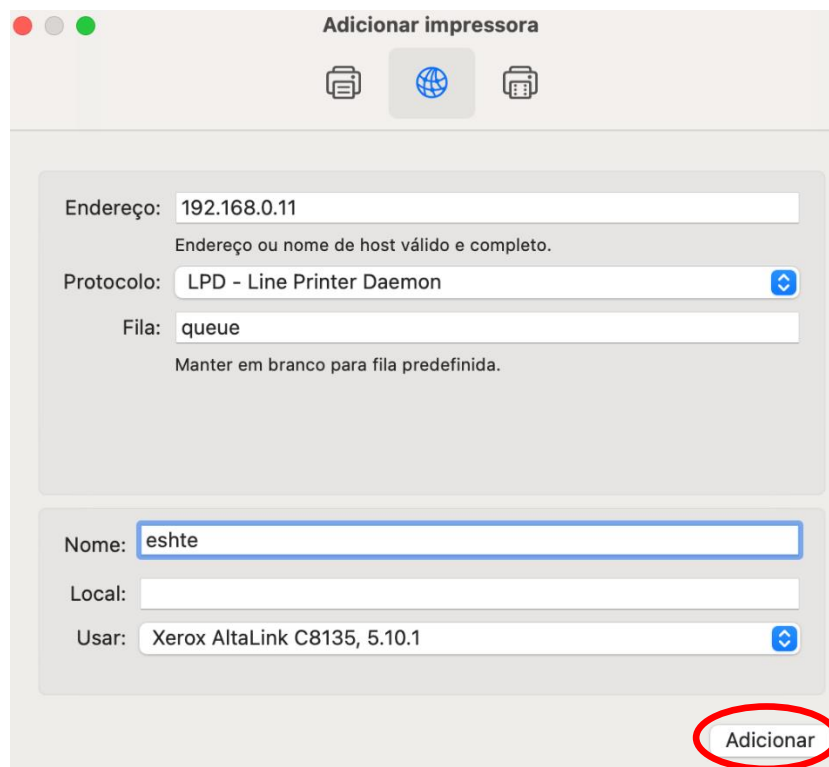 Adicionar impressora
Endereço: 192.168.0.11
Endereço ou nome de host válido e completo.
Protocolo: LPD - Line Printer Daemon
Fila: queue
Manter em branco para fila predefinida.
Nome: eshte
Local:
Usar: Xerox AltaLink C8135, 5.10.1
Adicionar